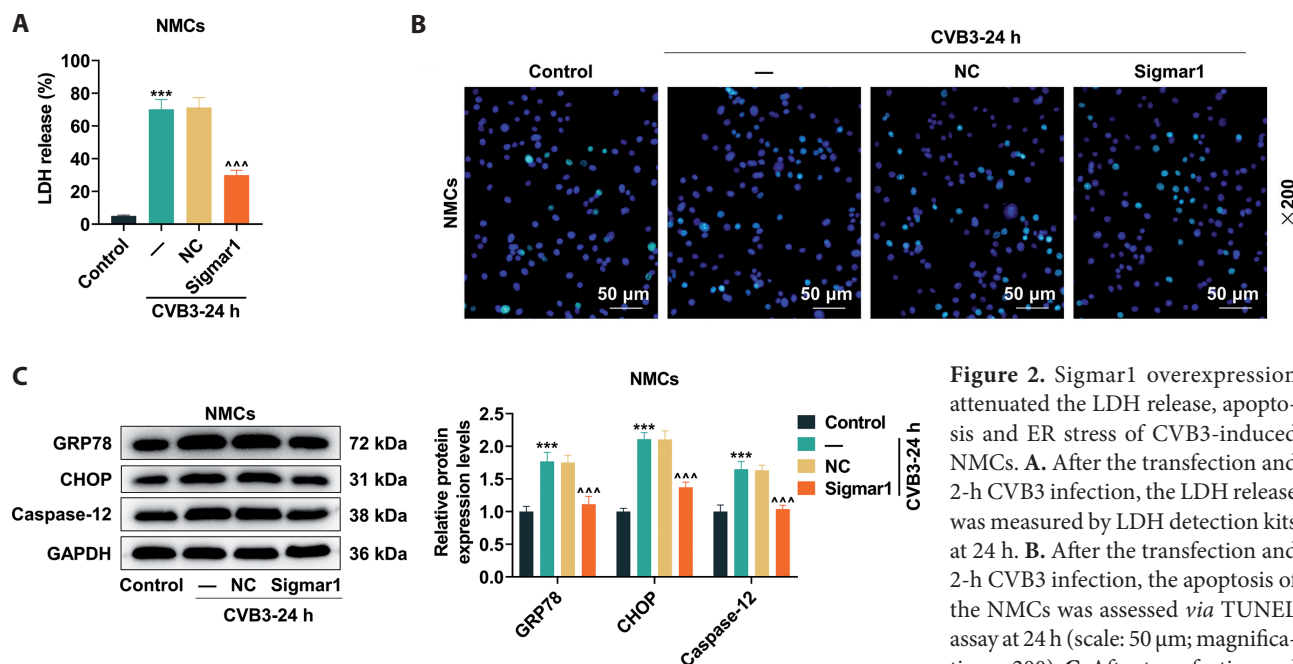 A
NMCs
LDH release (%)
100
80
60
40
20
0
***
^^^
Control
—
NC
Sigmar1
CVB3-24 h
B
CVB3-24 h
Control
—
NC
Sigmar1
NMCs
50 µm
50 µm
50 µm
50 µm
×200
C
NMCs
GRP78
72 kDa
CHOP
31 kDa
Caspase-12
38 kDa
GAPDH
36 kDa
Control — NC Sigmar1
CVB3-24 h
NMCs
Relative protein
expression levels
2.5
2.0
1.5
1.0
0.5
0.0
***
^^^
***
^^^
***
^^^
GRP78
CHOP
Caspase-12
Control
—
NC
Sigmar1
CVB3-24 h
Figure 2. Sigmar1 overexpression
attenuated the LDH release, apopto-
sis and ER stress of CVB3-induced
NMCs. A. After the transfection and
2-h CVB3 infection, the LDH release
was measured by LDH detection kits
at 24 h. B. After the transfection and
2-h CVB3 infection, the apoptosis of
the NMCs was assessed via TUNEL
assay at 24 h (scale: 50 µm; magnifica-